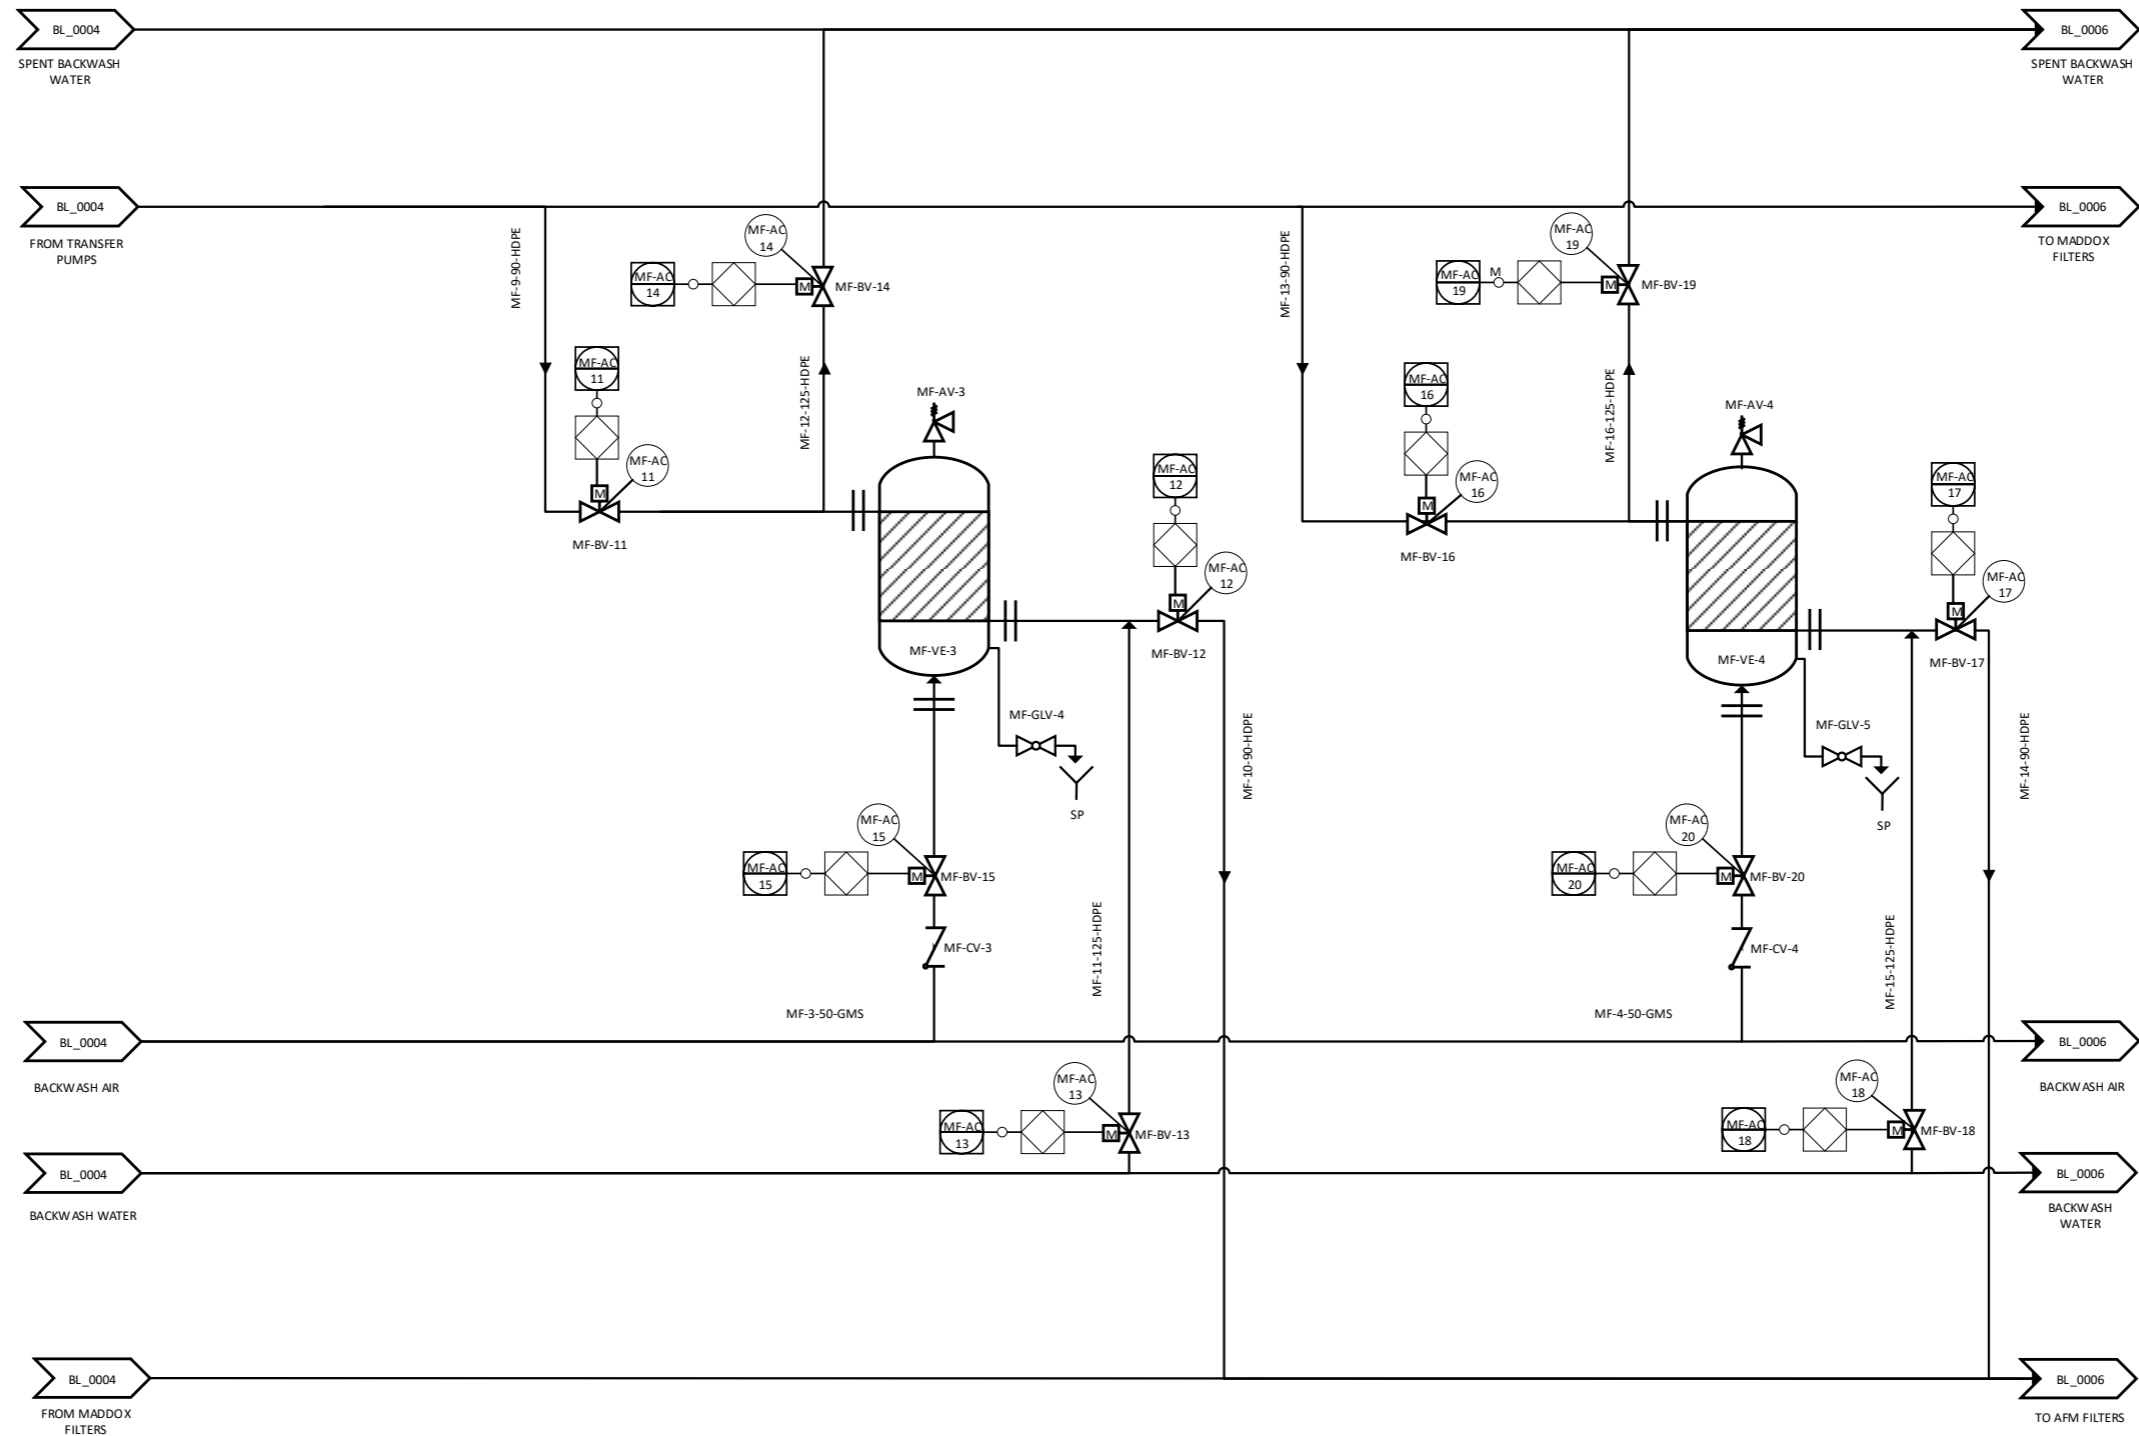 BL_0004
BL_0006
SPENT BACKWASH
WATER
SPENT BACKWASH
WATER
BL_0004
BL_0006
FROM TRANSFER
PUMPS
TO MADDOX
FILTERS
MF-9-90-HDPE
MF-AC
14
MF-AC
14
M
MF-BV-14
MF-13-90-HDPE
MF-AC
19
MF-AC
19
M
M
MF-BV-19
MF-AC
11
MF-AC
11
M
MF-BV-11
MF-12-125-HDPE
MF-AV-3
MF-AC
12
MF-AC
12
M
MF-BV-12
MF-VE-3
MF-GLV-4
SP
MF-10-90-HDPE
MF-AC
16
MF-AC
16
M
MF-BV-16
MF-16-125-HDPE
MF-AV-4
MF-AC
17
MF-AC
17
M
MF-BV-17
MF-VE-4
MF-GLV-5
SP
MF-14-90-HDPE
MF-AC
15
MF-AC
15
M
MF-BV-15
MF-CV-3
MF-3-50-GMS
MF-11-125-HDPE
MF-AC
20
MF-AC
20
M
MF-BV-20
MF-CV-4
MF-4-50-GMS
MF-15-125-HDPE
BL_0004
BL_0006
BACKWASH AIR
BACKWASH AIR
MF-AC
13
MF-AC
13
M
MF-BV-13
MF-AC
18
MF-AC
18
M
MF-BV-18
BL_0004
BL_0006
BACKWASH WATER
BACKWASH
WATER
BL_0004
BL_0006
FROM MADDOX
FILTERS
TO AFM FILTERS